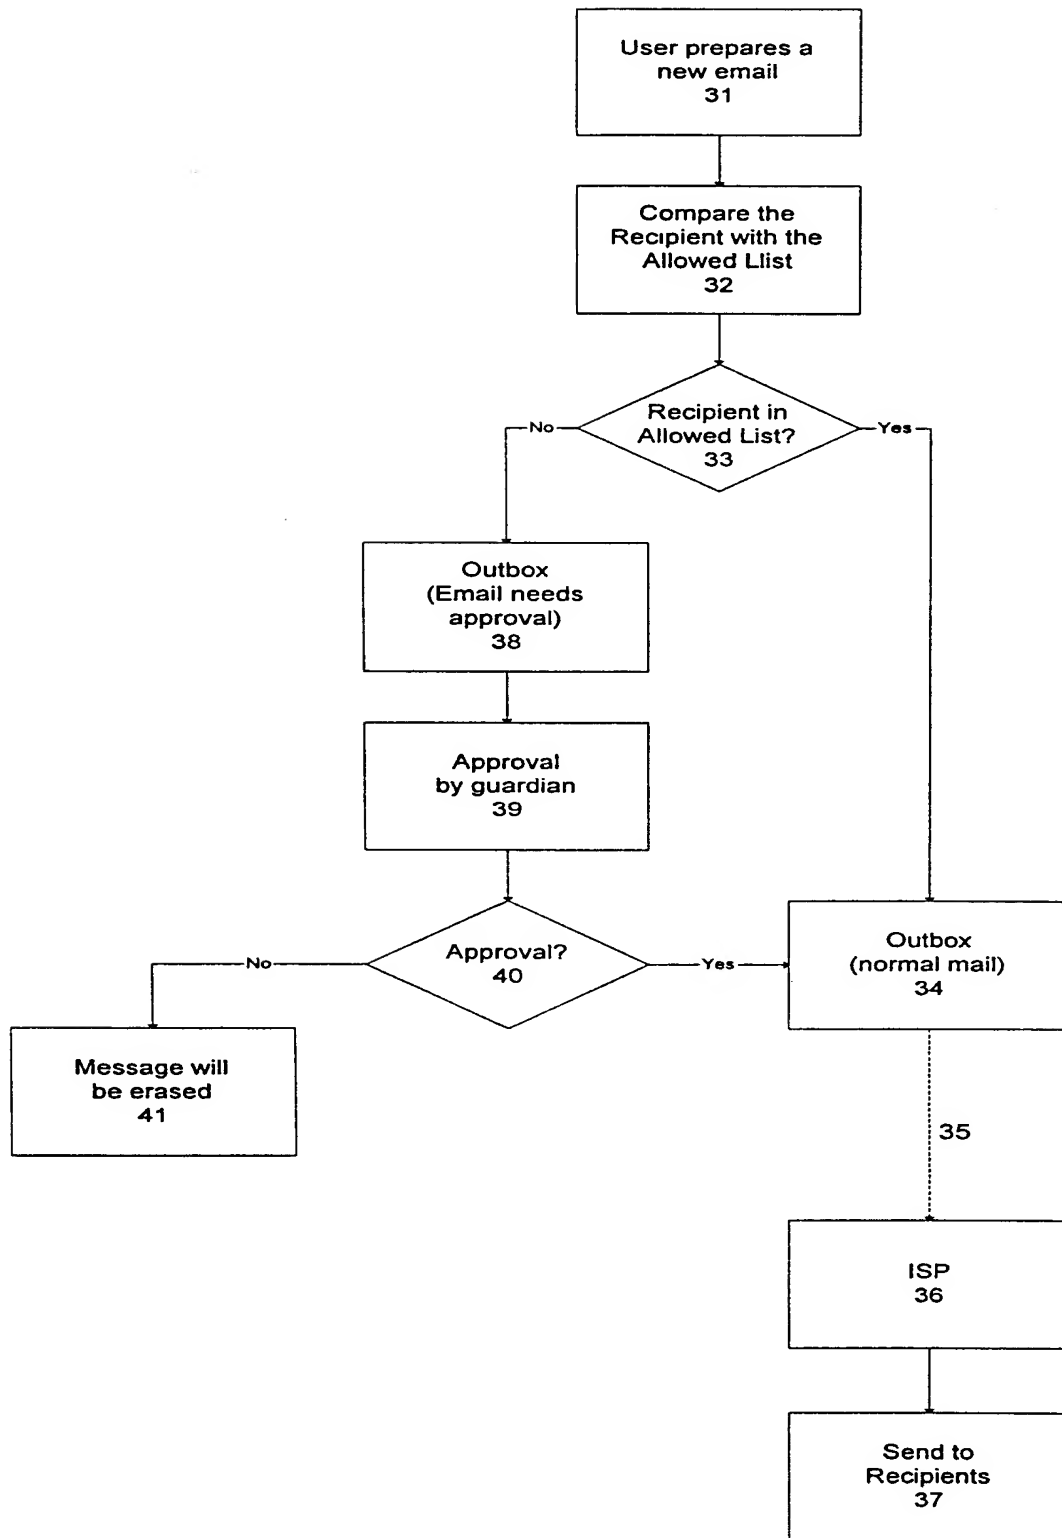 User prepares a
new email
31
Compare the
Recipient with the
Allowed Llist
32
Recipient in
Allowed List?
33
No
Yes
Outbox
(Email needs
approval)
38
Approval
by guardian
39
Approval?
40
No
Yes
Outbox
(normal mail)
34
Message will
be erased
41
35
ISP
36
Send to
Recipients
37